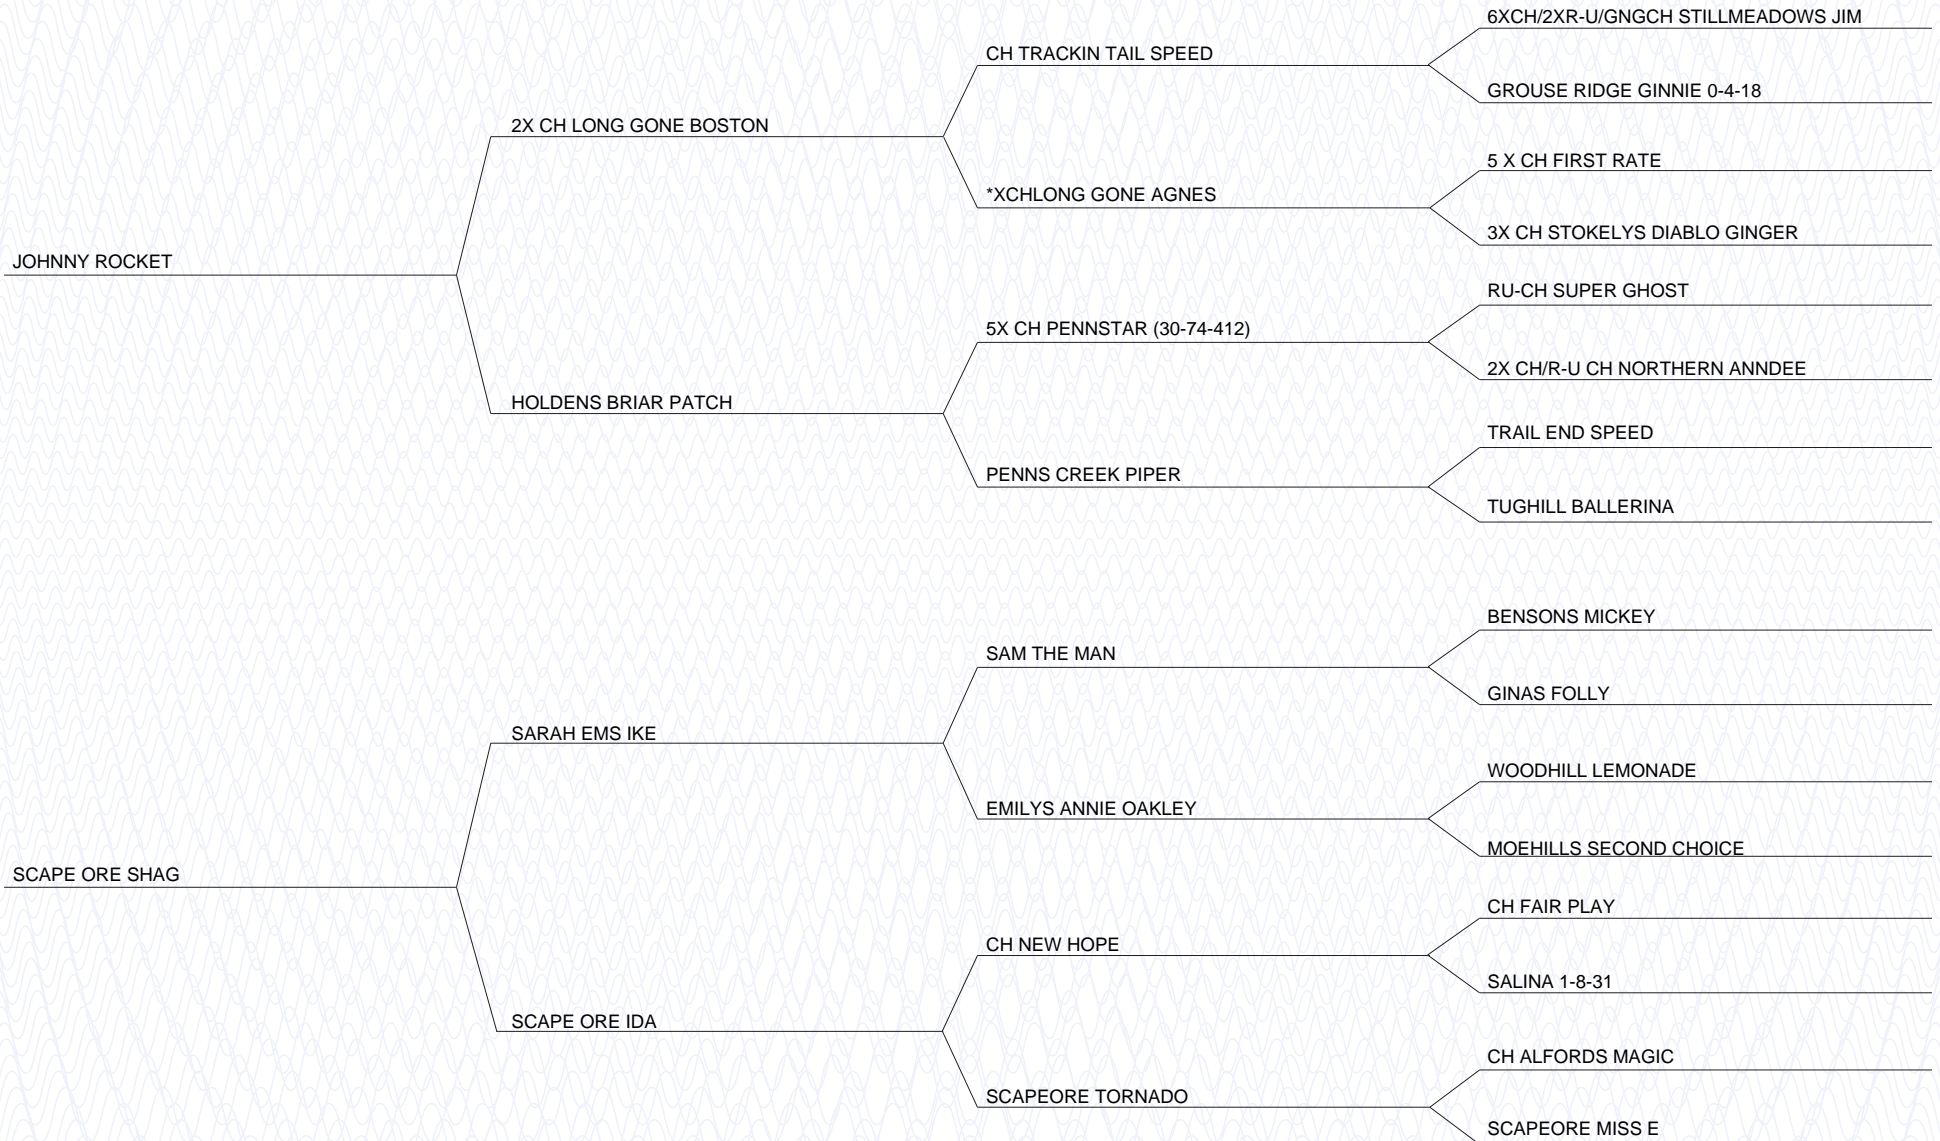 6XCH/2XR-U/GNGCH STILLMEADOWS JIM
CH TRACKIN TAIL SPEED
GROUSE RIDGE GINNIE 0-4-18
2X CH LONG GONE BOSTON
5 X CH FIRST RATE
*XCHLONG GONE AGNES
3X CH STOKELYS DIABLO GINGER
JOHNNY ROCKET
RU-CH SUPER GHOST
5X CH PENNSTAR (30-74-412)
2X CH/R-U CH NORTHERN ANNDEE
HOLDENS BRIAR PATCH
TRAIL END SPEED
PENNS CREEK PIPER
TUGHILL BALLERINA
BENSONS MICKEY
SAM THE MAN
GINAS FOLLY
SARAH EMS IKE
WOODHILL LEMONADE
EMILYS ANNIE OAKLEY
MOEHILLS SECOND CHOICE
SCAPE ORE SHAG
CH FAIR PLAY
CH NEW HOPE
SALINA 1-8-31
SCAPE ORE IDA
CH ALFORDS MAGIC
SCAPEORE TORNADO
SCAPEORE MISS E